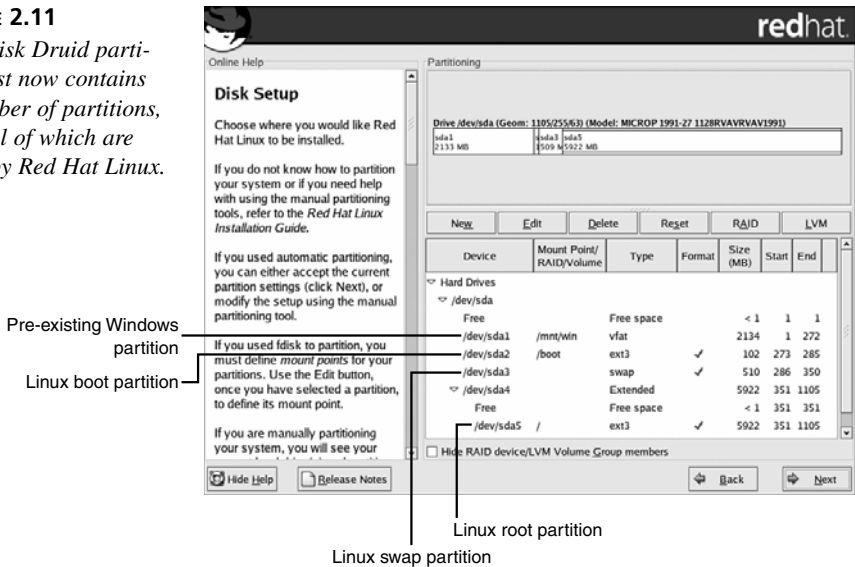 E 2.11
isk Druid parti-
st now contains
ber of partitions,
l of which are
y Red Hat Linux.
redhat.
Online Help
Disk Setup
Choose where you would like Red
Hat Linux to be installed.
If you do not know how to partition
your system or if you need help
with using the manual partitioning
tools, refer to the Red Hat Linux
Installation Guide.
If you used automatic partitioning,
you can either accept the current
partition settings (click Next), or
modify the setup using the manual
partitioning tool.
If you used fdisk to partition, you
must define mount points for your
partitions. Use the Edit button,
once you have selected a partition,
to define its mount point.
If you are manually partitioning
your system, you will see your
Partitioning
Drive /dev/sda (Geom: 1105/255/63) (Model: MICROP 1991-27 1128RVAVRVAV1991)
sda1 sda3 sda5
2133 MB 5922 MB
New Edit Delete Reset RAID LVM
Device Mount Point/ RAID/Volume Type Format Size (MB) Start End
Hard Drives
/dev/sda
Free Free space < 1 1 1
/dev/sda1 /mnt/win vfat 2134 1 272
/dev/sda2 /boot ext3 ✓ 102 273 285
/dev/sda3 swap ✓ 510 286 350
/dev/sda4 Extended 5922 351 1105
Free Free space < 1 351 351
/dev/sda5 / ext3 ✓ 5922 351 1105
Hide RAID device/LVM Volume Group members
Hide Help Release Notes Back Next
Pre-existing Windows
partition
Linux boot partition
Linux root partition
Linux swap partition